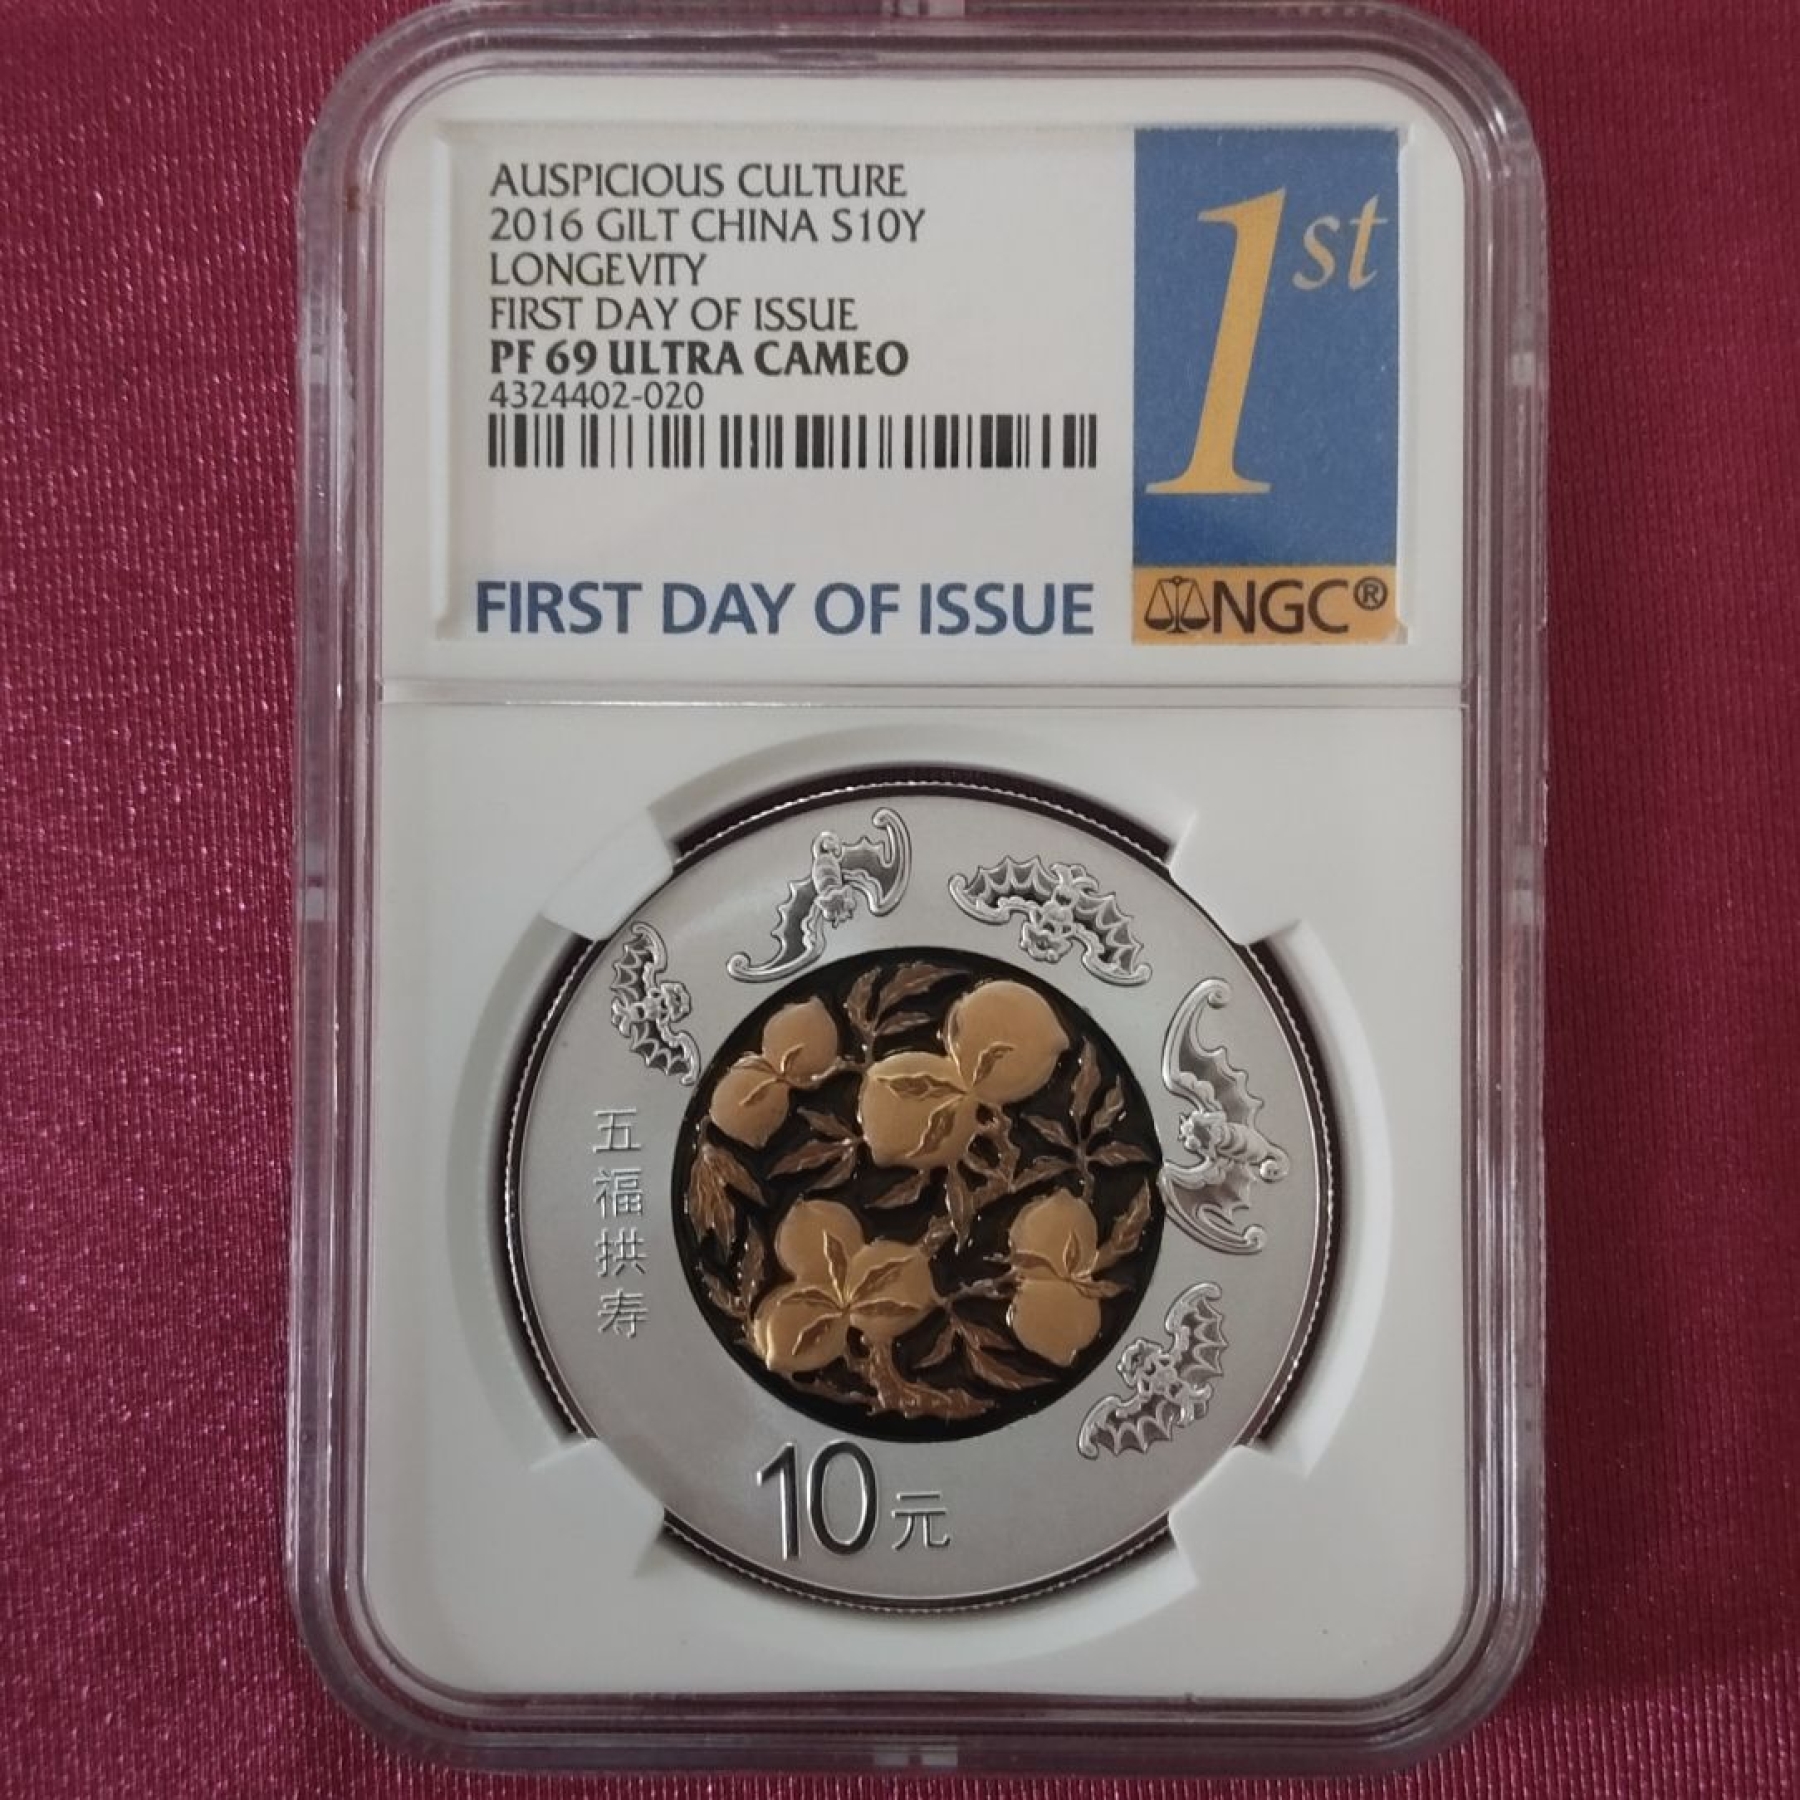 AUSPICIOUS CULTURE
2016 GILT CHINA S10Y
LONGEVITY
FIRST DAY OF ISSUE
PF 69 ULTRA CAMEO
4324402-020
FIRST DAY OF ISSUE
1st
NGC®
五福拱寿
10元